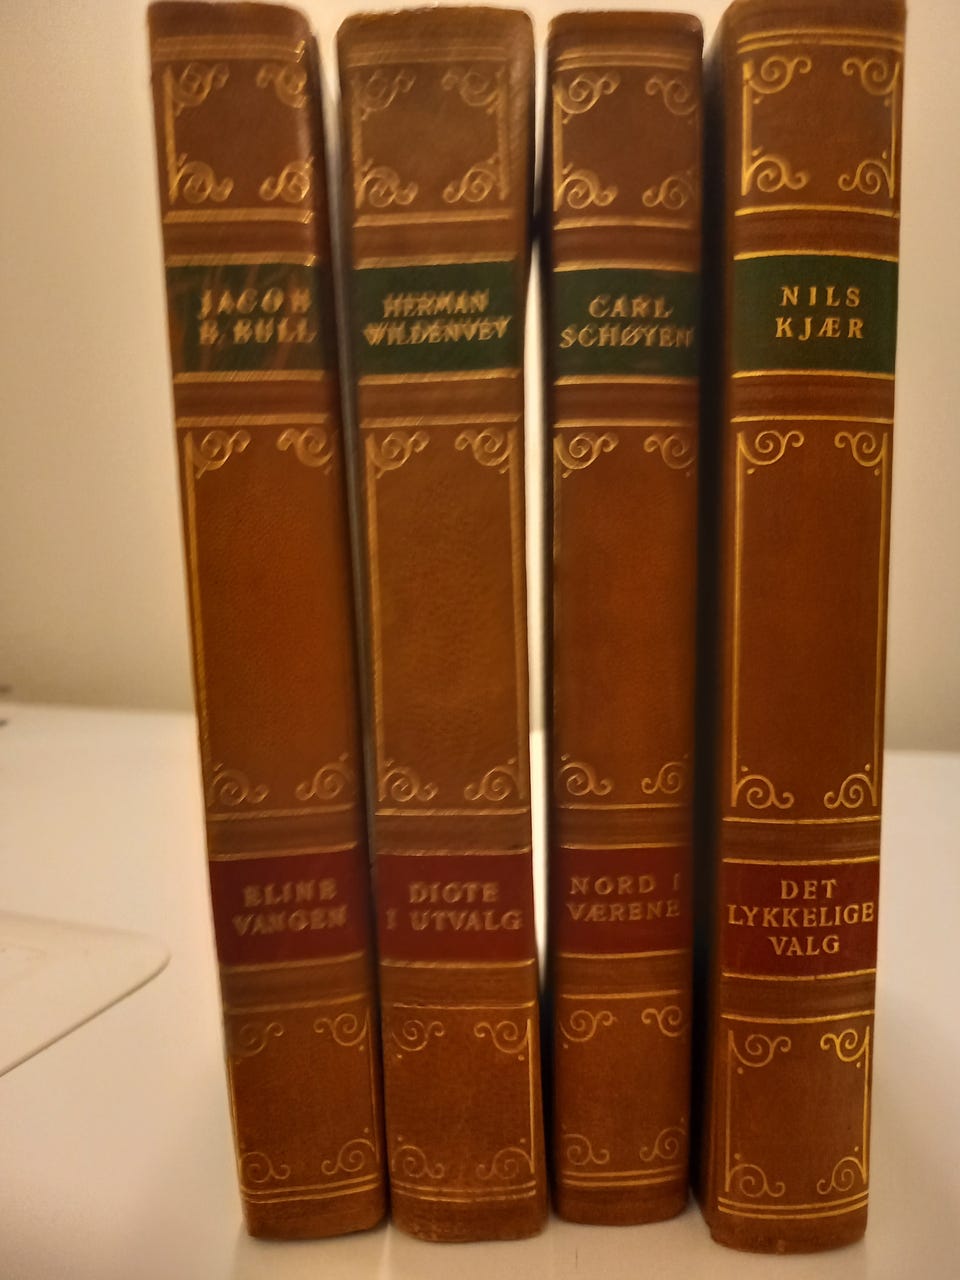 JACOB
B. BULL
ELINE
VANGEN
HERMAN
WILDENVEY
DIGTE
I UTVALG
CARL
SCHØYEN
NORD I
VÆRENE
NILS
KJÆR
DET
LYKKELIGE
VALG